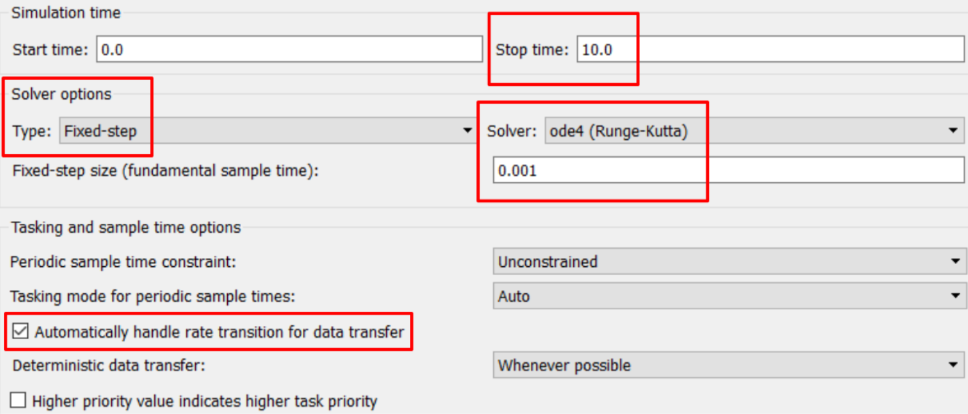 Simulation time
Start time: 0.0 Stop time: 10.0
Solver options
Type: Fixed-step Solver: ode4 (Runge-Kutta)
Fixed-step size (fundamental sample time): 0.001
Tasking and sample time options
Periodic sample time constraint: Unconstrained
Tasking mode for periodic sample times: Auto
Automatically handle rate transition for data transfer
Deterministic data transfer: Whenever possible
Higher priority value indicates higher task priority